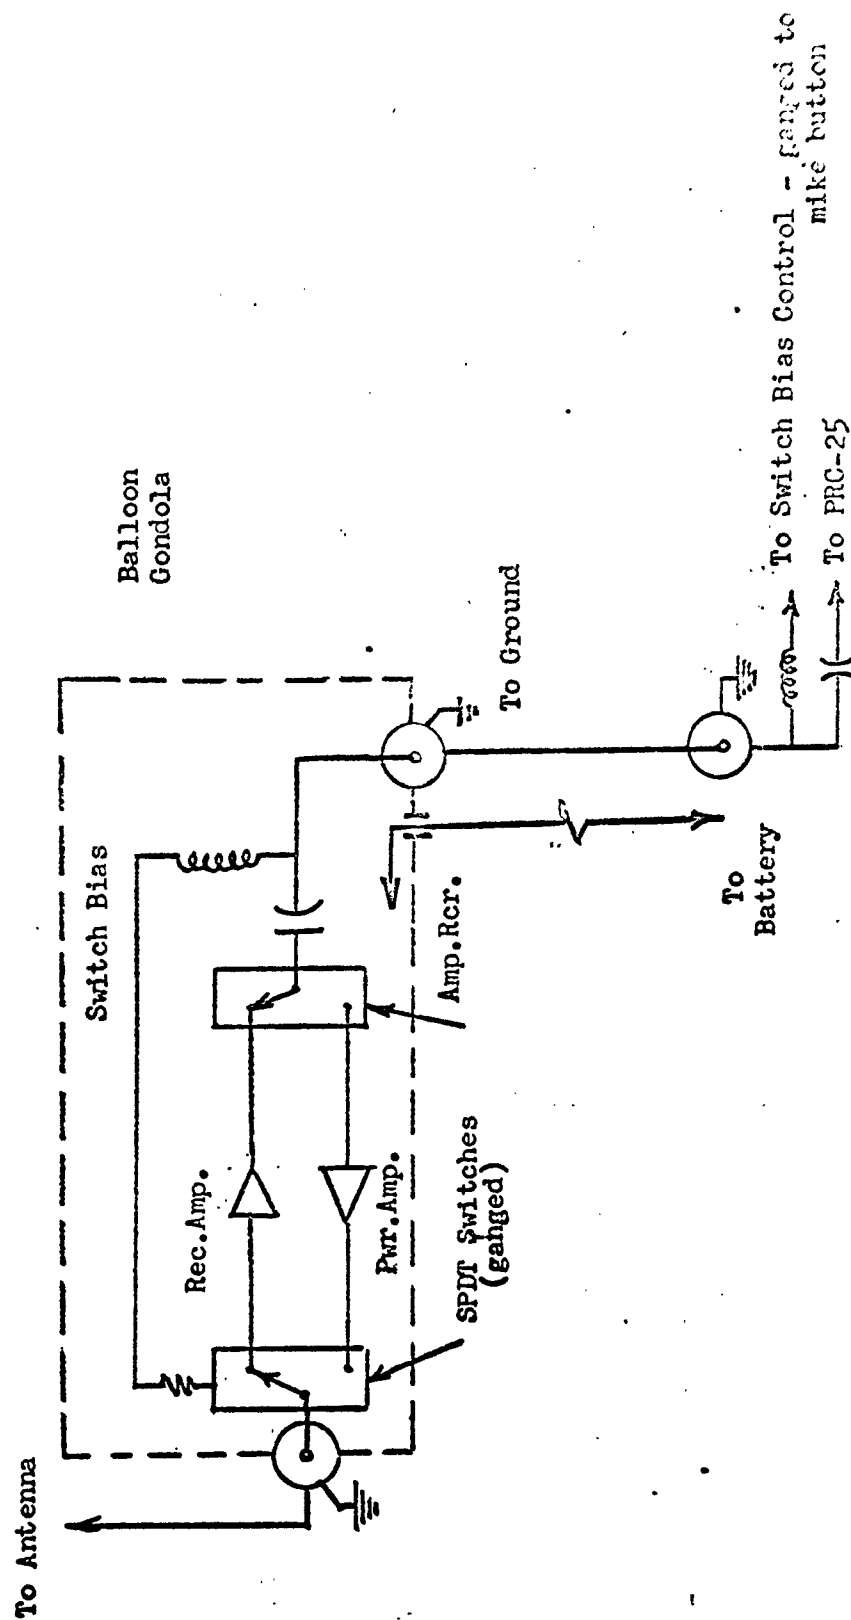 To Antenna
Balloon
Gondola
Switch Bias
Rec.Amp.
Pwr.Amp.
SPDT Switches
(ganged)
Amp.Rcr.
To Ground
To
Battery
To Switch Bias Control - ganged to
mike button
To PRC-25